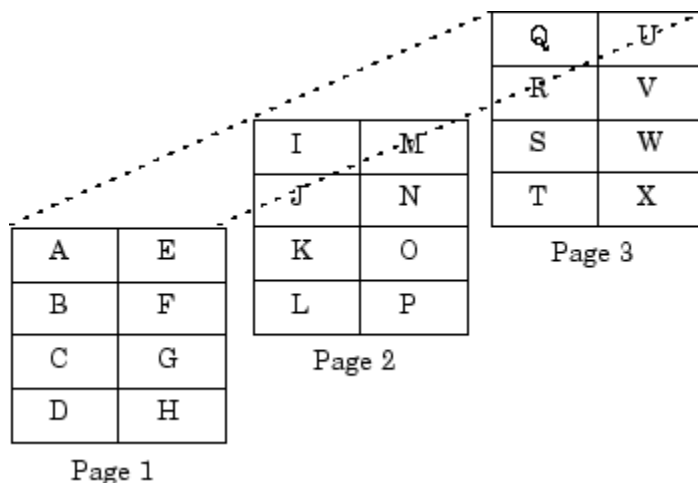 A E
B F
C G
D H
Page 1
I M
J N
K O
L P
Page 2
Q U
R V
S W
T X
Page 3